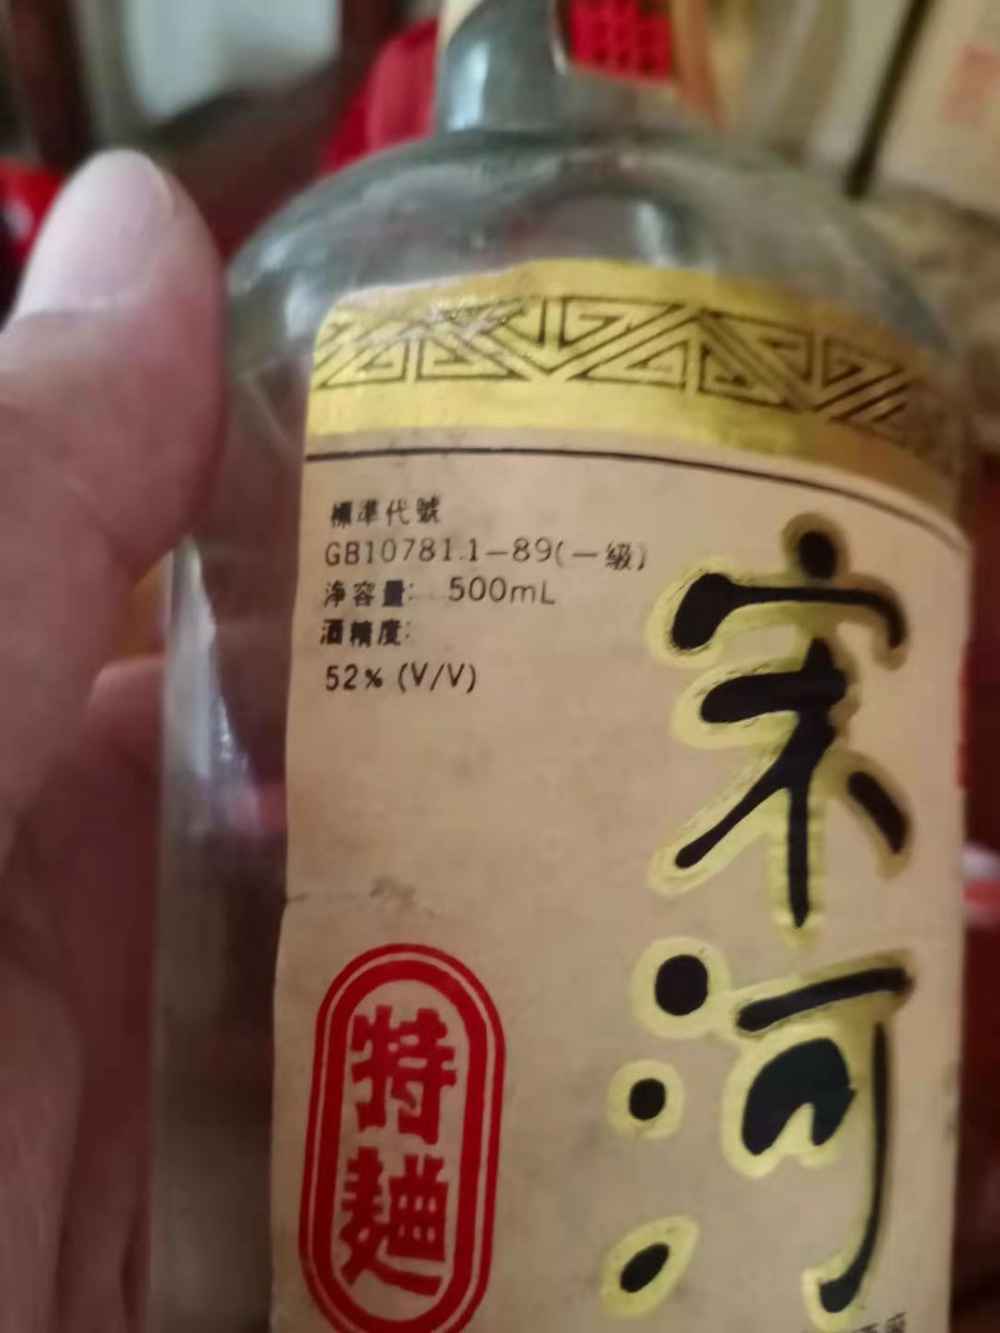 標準代號
GB10781.1-89(一級)
淨容量: 500mL
酒精度:
52% (V/V)
宋河
特麯